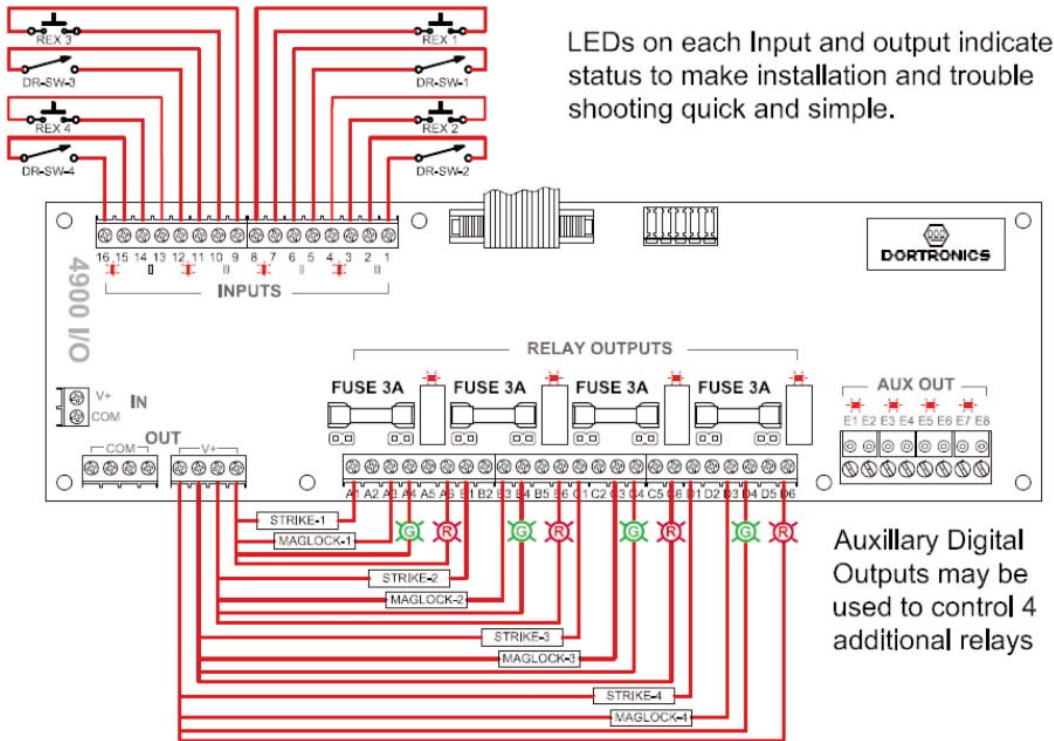 REX 3
REX 1
DR-SW-3
DR-SW-1
REX 4
REX 2
DR-SW-4
DR-SW-2
LEDs on each Input and output indicate
status to make installation and trouble
shooting quick and simple.
16 15 14 13 12 11 10 9 8 7 6 5 4 3 2 1
INPUTS
DORTRONICS
4900 I/O
V+
COM
IN
OUT
COM
V+
RELAY OUTPUTS
FUSE 3A
FUSE 3A
FUSE 3A
FUSE 3A
AUX OUT
E1 E2 E3 E4 E5 E6 E7 E8
A1 A2 A3 A4 A5 A6 B1 B2 B3 B4 B5 B6 C1 C2 C3 C4 C5 C6 D1 D2 D3 D4 D5 D6
G R G R G R G R
STRIKE-1
MAGLOCK-1
STRIKE-2
MAGLOCK-2
STRIKE-3
MAGLOCK-3
STRIKE-4
MAGLOCK-4
Auxillary Digital
Outputs may be
used to control 4
additional relays